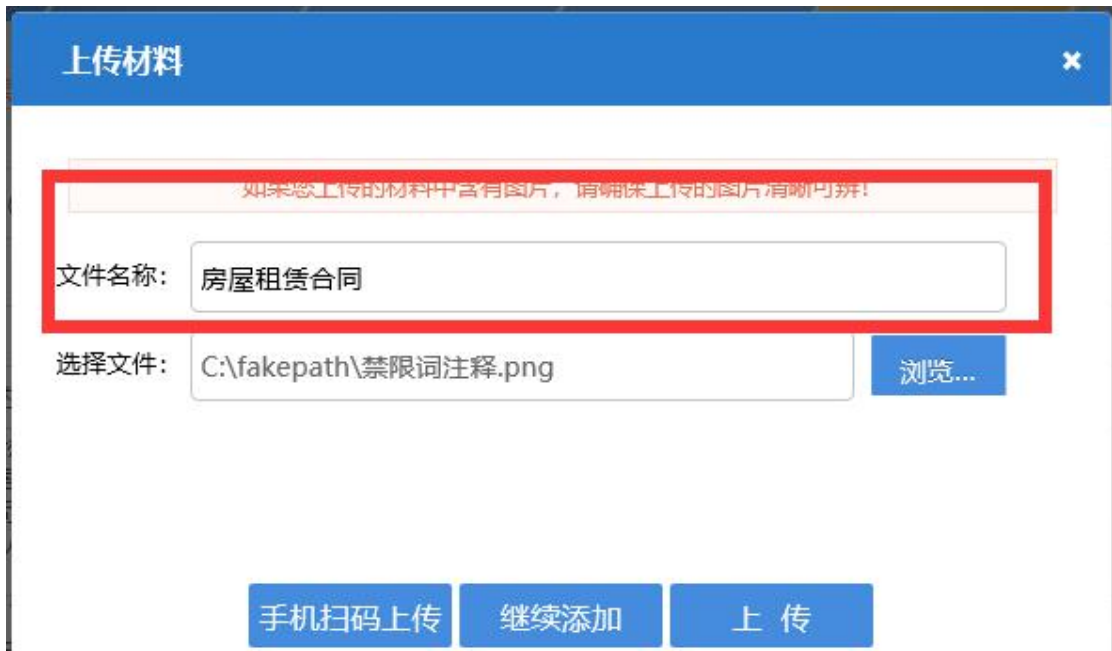 上传材料
如果您上传的材料中含有图片，请确保上传的图片清晰可辨！
文件名称：
房屋租赁合同
选择文件：
C:\fakepath\禁限词注释.png
浏览...
手机扫码上传
继续添加
上 传